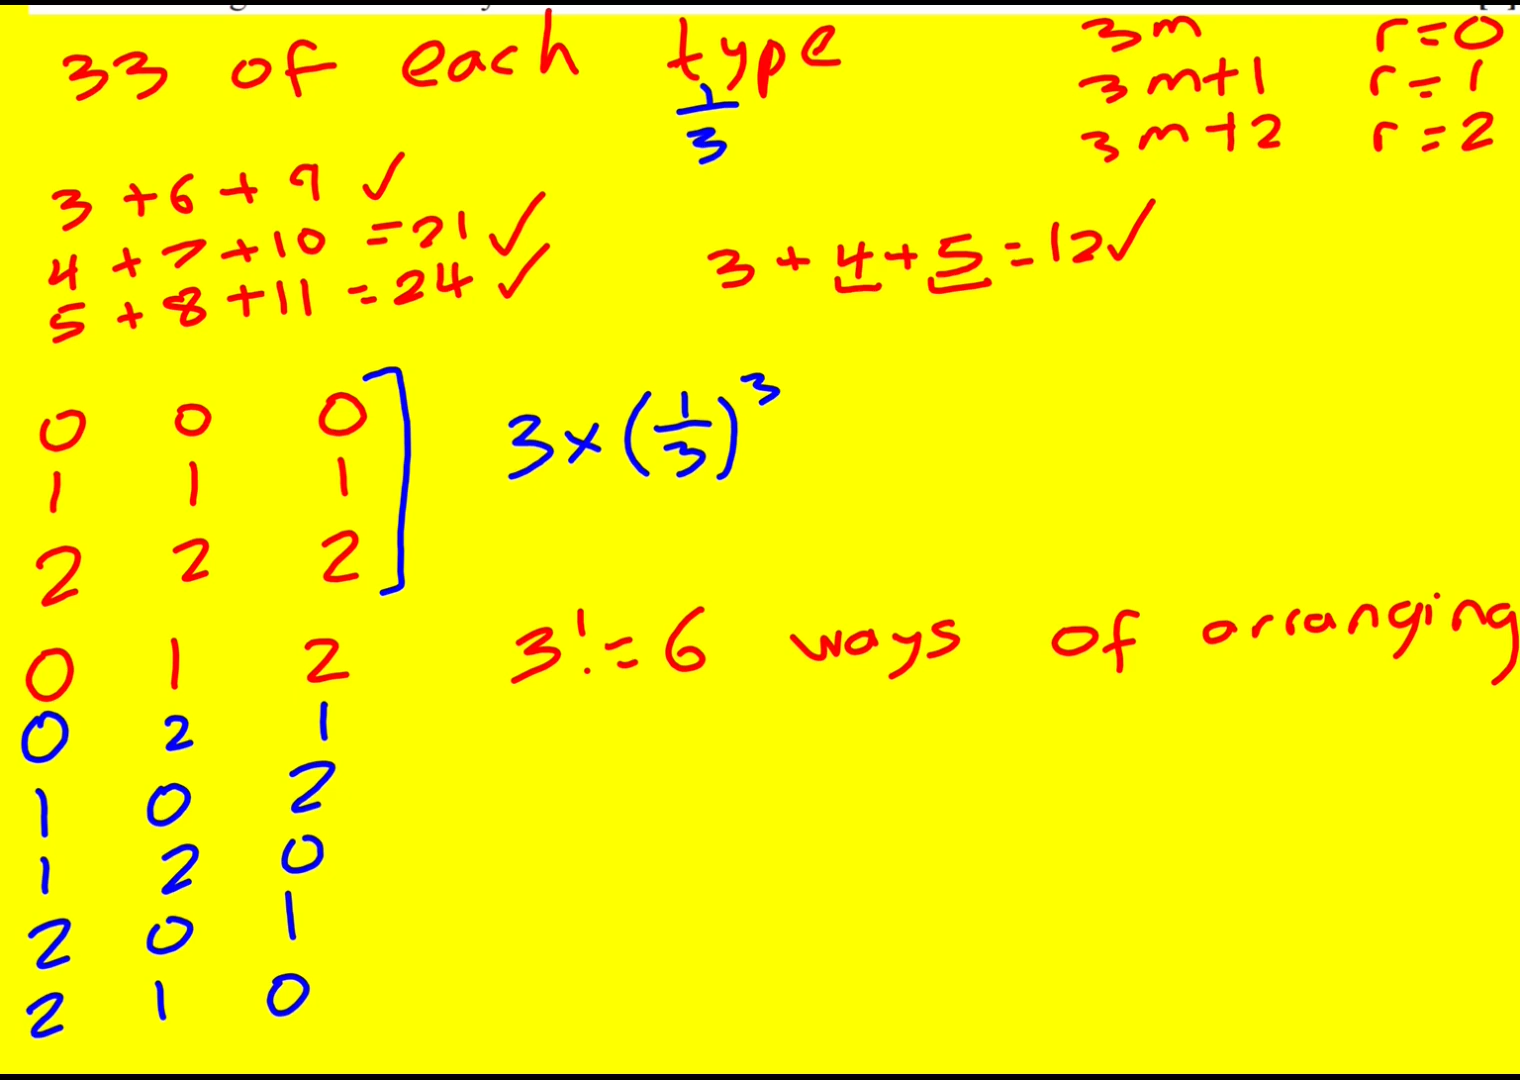 33 of each type
1/3
3m r=0
3m+1 r=1
3m+2 r=2
3 + 6 + 9 ✓
4 + 7 + 10 = 21 ✓
5 + 8 + 11 = 24 ✓
3 + 4 + 5 = 12 ✓
0 0 0
1 1 1
2 2 2
3 × (1/3)^3
0 1 2
3! = 6 ways of arranging
0 2 1
1 0 2
1 2 0
2 0 1
2 1 0